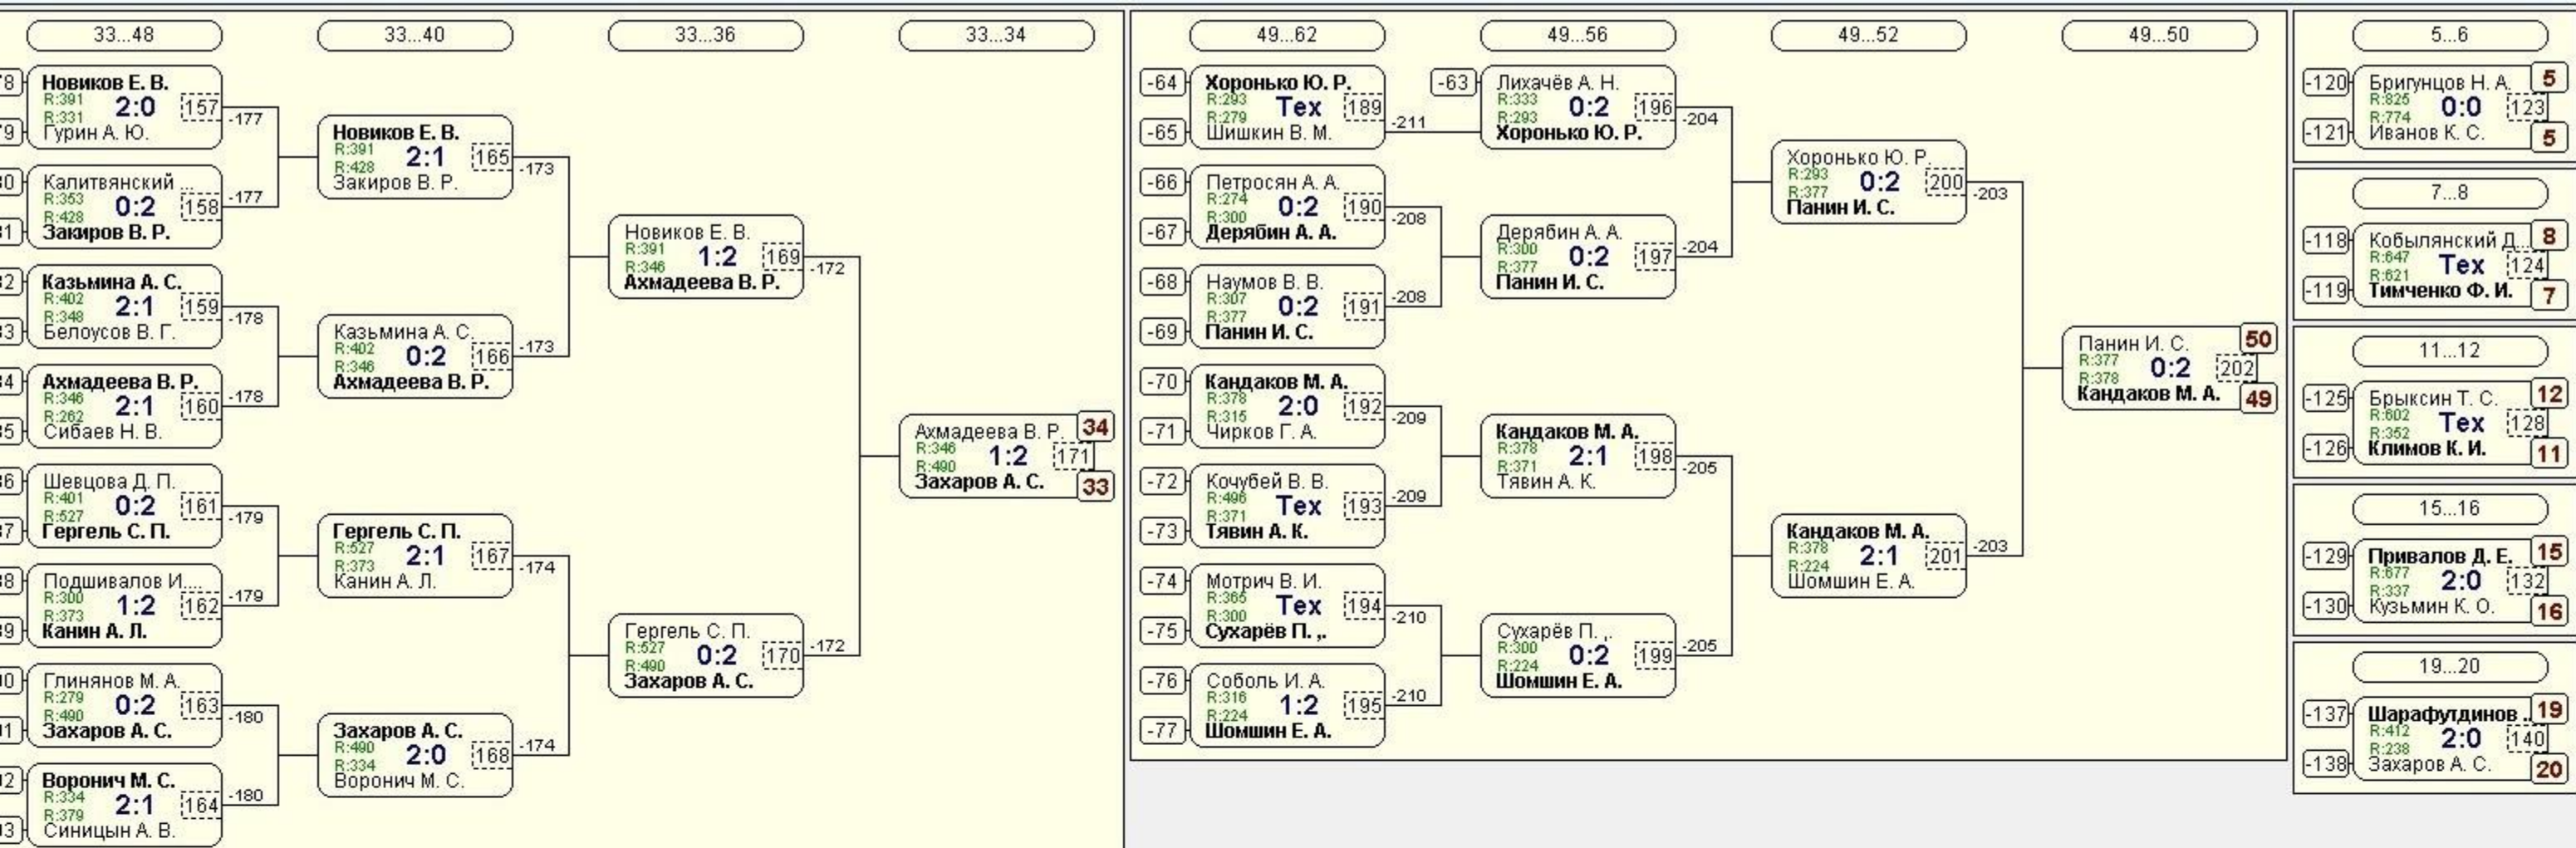 33...48
33...40
33...36
33...34
49...62
49...56
49...52
49...50
5...6
Новиков Е. В.
R:391
R:331
2:0
157
Гурин А. Ю.
-177
Калитвянский ...
R:353
R:428
0:2
158
Закиров В. Р.
-177
Казьмина А. С.
R:402
R:348
2:1
159
Белоусов В. Г.
-178
Ахмадеева В. Р.
R:346
R:262
2:1
160
Сибаев Н. В.
-178
Шевцова Д. П.
R:401
R:527
0:2
161
Гергель С. П.
-179
Подшивалов И....
R:300
R:373
1:2
162
Канин А. Л.
-179
Глинянов М. А.
R:279
R:490
0:2
163
Захаров А. С.
-180
Воронич М. С.
R:334
R:379
2:1
164
Синицын А. В.
-180
Новиков Е. В.
R:391
R:428
2:1
165
Закиров В. Р.
-173
Казьмина А. С.
R:402
R:346
0:2
166
Ахмадеева В. Р.
-173
Гергель С. П.
R:527
R:373
2:1
167
Канин А. Л.
-174
Захаров А. С.
R:490
R:334
2:0
168
Воронич М. С.
-174
Новиков Е. В.
R:391
R:346
1:2
169
Ахмадеева В. Р.
-172
Гергель С. П.
R:527
R:490
0:2
170
Захаров А. С.
-172
Ахмадеева В. Р.
34
R:346
R:490
1:2
171
Захаров А. С.
33
-64
Хоронько Ю. Р.
R:293
R:279
Тех
189
-65
Шишкин В. М.
-211
-66
Петросян А. А.
R:274
R:300
0:2
190
-67
Дерябин А. А.
-208
-68
Наумов В. В.
R:307
R:377
0:2
191
-69
Панин И. С.
-208
-70
Кандаков М. А.
R:378
R:315
2:0
192
-71
Чирков Г. А.
-209
-72
Кочубей В. В.
R:496
R:371
Тех
193
-73
Тявин А. К.
-209
-74
Мотрич В. И.
R:365
R:300
Тех
194
-75
Сухарёв П. ,.
-210
-76
Соболь И. А.
R:316
R:224
1:2
195
-77
Шомшин Е. А.
-210
-63
Лихачёв А. Н.
R:333
R:293
0:2
196
Хоронько Ю. Р.
-204
Дерябин А. А.
R:300
R:377
0:2
197
Панин И. С.
-204
Кандаков М. А.
R:378
R:371
2:1
198
Тявин А. К.
-205
Сухарёв П. ,.
R:300
R:224
0:2
199
Шомшин Е. А.
-205
Хоронько Ю. Р.
R:293
R:377
0:2
200
Панин И. С.
-203
Кандаков М. А.
R:378
R:224
2:1
201
Шомшин Е. А.
-203
Панин И. С.
50
R:377
R:378
0:2
202
Кандаков М. А.
49
-120
Бригунцов Н. А.
5
R:825
R:774
0:0
123
-121
Иванов К. С.
5
7...8
-118
Кобылянский Д...
8
R:647
R:621
Тех
124
-119
Тимченко Ф. И.
7
11...12
-125
Брыксин Т. С.
12
R:602
R:352
Тех
128
-126
Климов К. И.
11
15...16
-129
Привалов Д. Е.
15
R:677
R:337
2:0
132
-130
Кузьмин К. О.
16
19...20
-137
Шарафутдинов ..
19
R:412
R:238
2:0
140
-138
Захаров А. С.
20